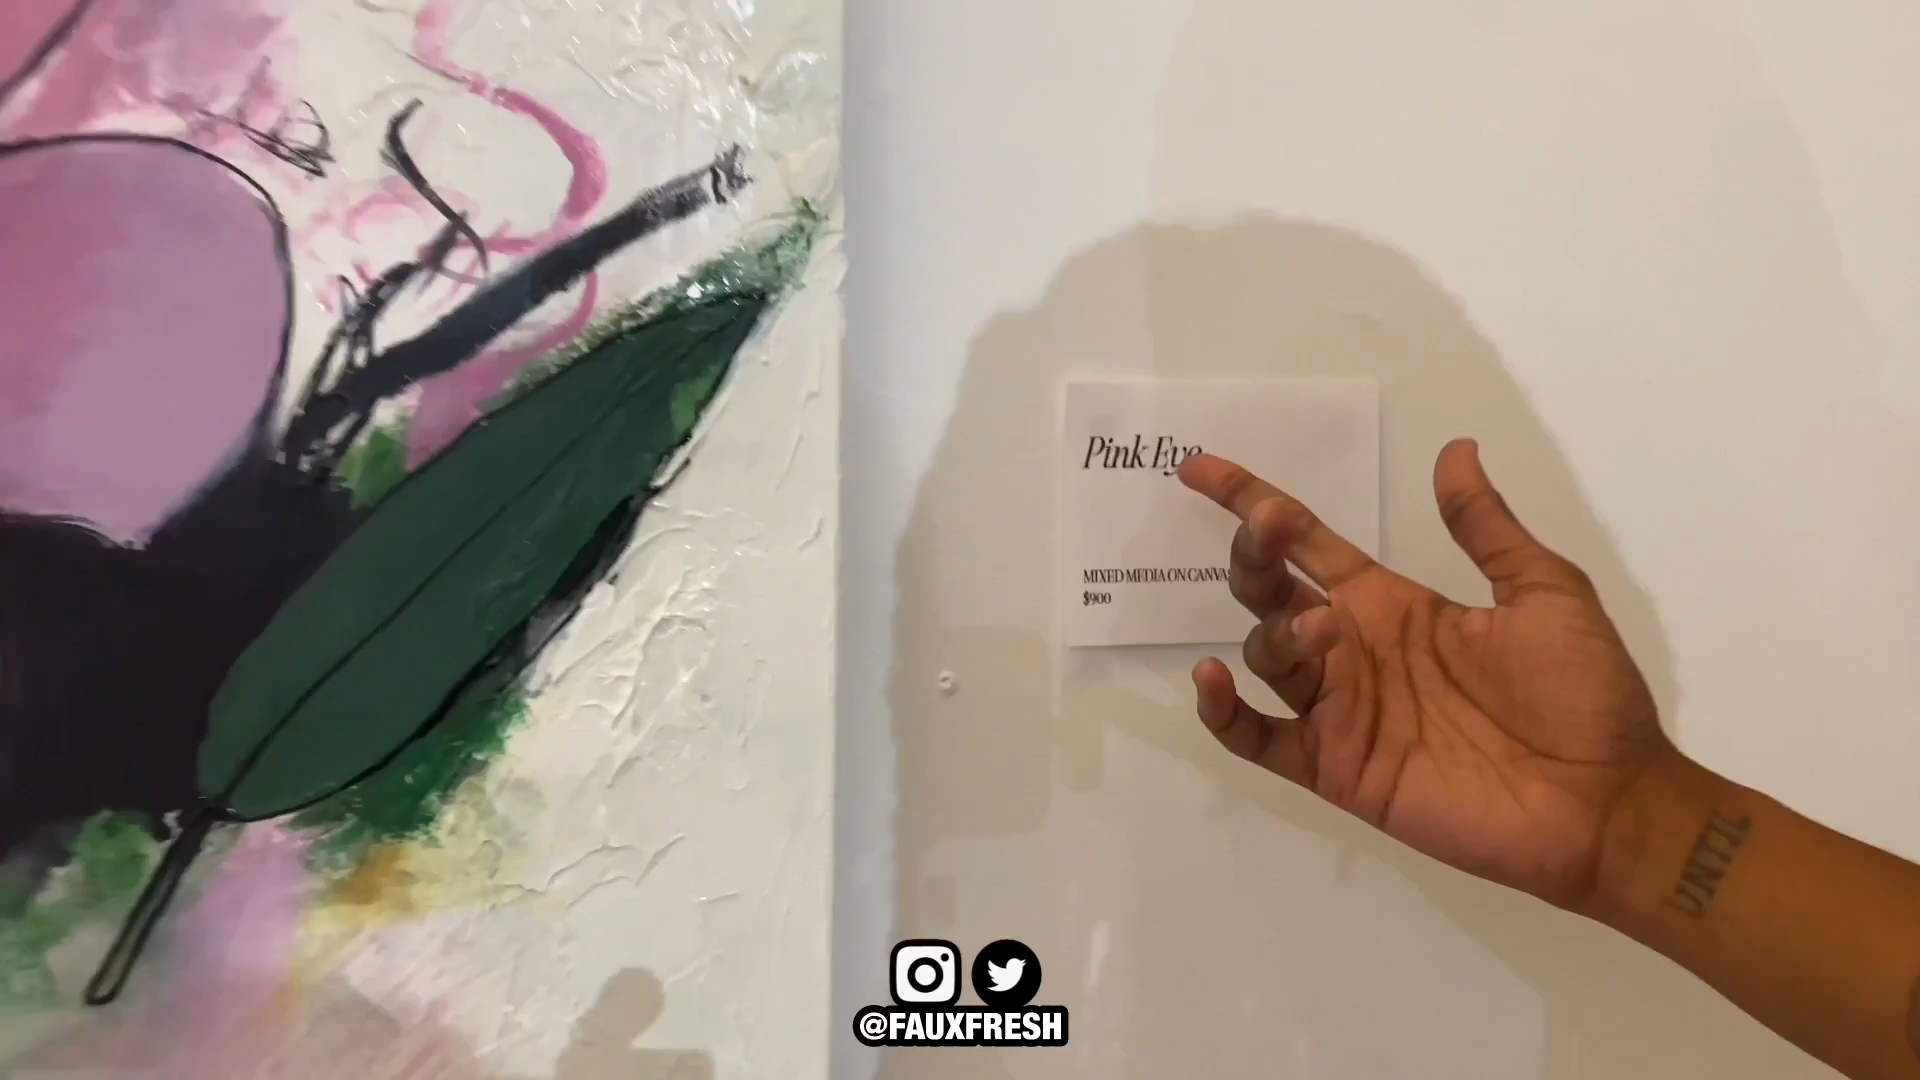 Pink Eye
MIXED MEDIA ON CANVAS
$900
UNTIL
@FAUXFRESH